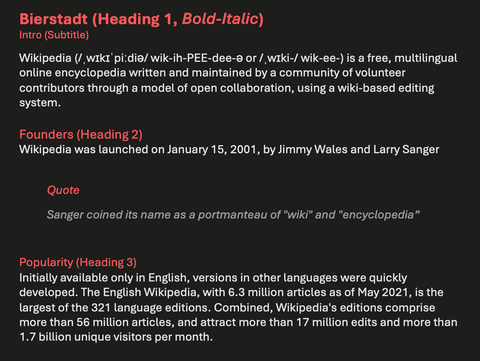 Bierstadt (Heading 1, Bold-Italic)
Intro (Subtitle)
Wikipedia (/ˌwɪkɪˈpiːdiə/ wik-ih-PEE-dee-ə or /ˌwɪki-/ wik-ee-) is a free, multilingual
online encyclopedia written and maintained by a community of volunteer
contributors through a model of open collaboration, using a wiki-based editing
system.
Founders (Heading 2)
Wikipedia was launched on January 15, 2001, by Jimmy Wales and Larry Sanger
Quote
Sanger coined its name as a portmanteau of "wiki" and "encyclopedia”
Popularity (Heading 3)
Initially available only in English, versions in other languages were quickly
developed. The English Wikipedia, with 6.3 million articles as of May 2021, is the
largest of the 321 language editions. Combined, Wikipedia's editions comprise
more than 56 million articles, and attract more than 17 million edits and more than
1.7 billion unique visitors per month.